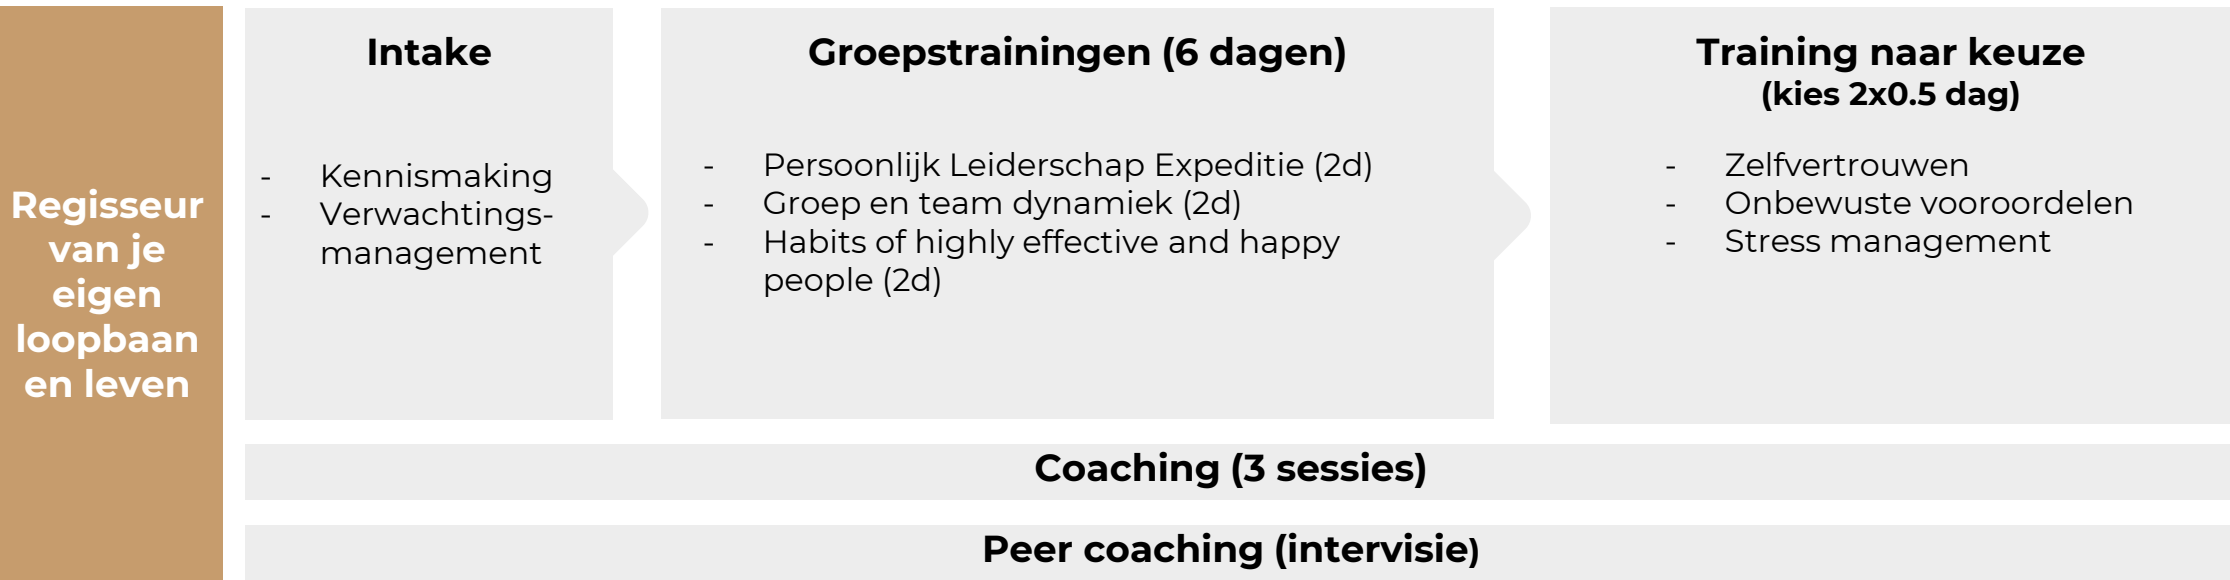 Regisseur
van je
eigen
loopbaan
en leven
Intake
- Kennismaking
- Verwachtings-
management
Groepstrainingen (6 dagen)
- Persoonlijk Leiderschap Expeditie (2d)
- Groep en team dynamiek (2d)
- Habits of highly effective and happy
people (2d)
Training naar keuze
(kies 2x0.5 dag)
- Zelfvertrouwen
- Onbewuste vooroordelen
- Stress management
Coaching (3 sessies)
Peer coaching (intervisie)